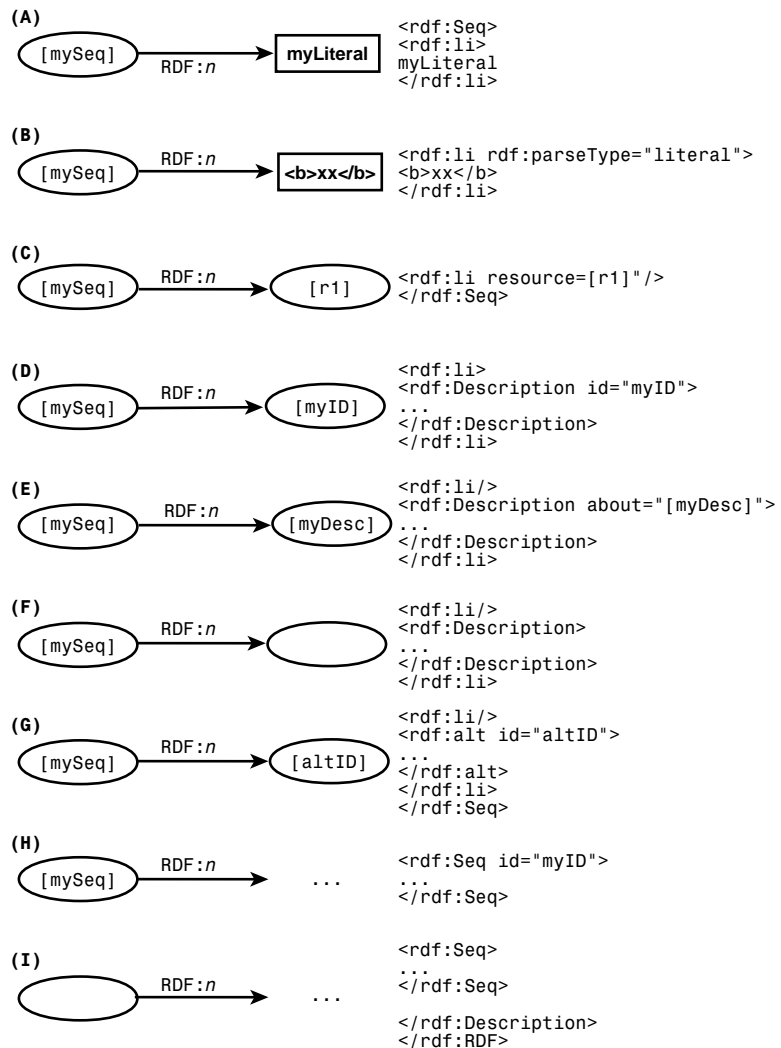 (A)
[mySeq]
RDF:n
myLiteral
<rdf:Seq>
<rdf:li>
myLiteral
</rdf:li>
(B)
[mySeq]
RDF:n
<b>xx</b>
<rdf:li rdf:parseType="literal">
<b>xx</b>
</rdf:li>
(C)
[mySeq]
RDF:n
[r1]
<rdf:li resource=[r1]"/>
</rdf:Seq>
(D)
[mySeq]
RDF:n
[myID]
<rdf:li>
<rdf:Description id="myID">
...
</rdf:Description>
</rdf:li>
(E)
[mySeq]
RDF:n
[myDesc]
<rdf:li/>
<rdf:Description about="[myDesc]">
...
</rdf:Description>
</rdf:li>
(F)
[mySeq]
RDF:n
<rdf:li/>
<rdf:Description>
...
</rdf:Description>
</rdf:li>
(G)
[mySeq]
RDF:n
[altID]
<rdf:li/>
<rdf:alt id="altID">
...
</rdf:alt>
</rdf:li>
</rdf:Seq>
(H)
[mySeq]
RDF:n
...
<rdf:Seq id="myID">
...
</rdf:Seq>
(I)
RDF:n
...
<rdf:Seq>
...
</rdf:Seq>
</rdf:Description>
</rdf:RDF>